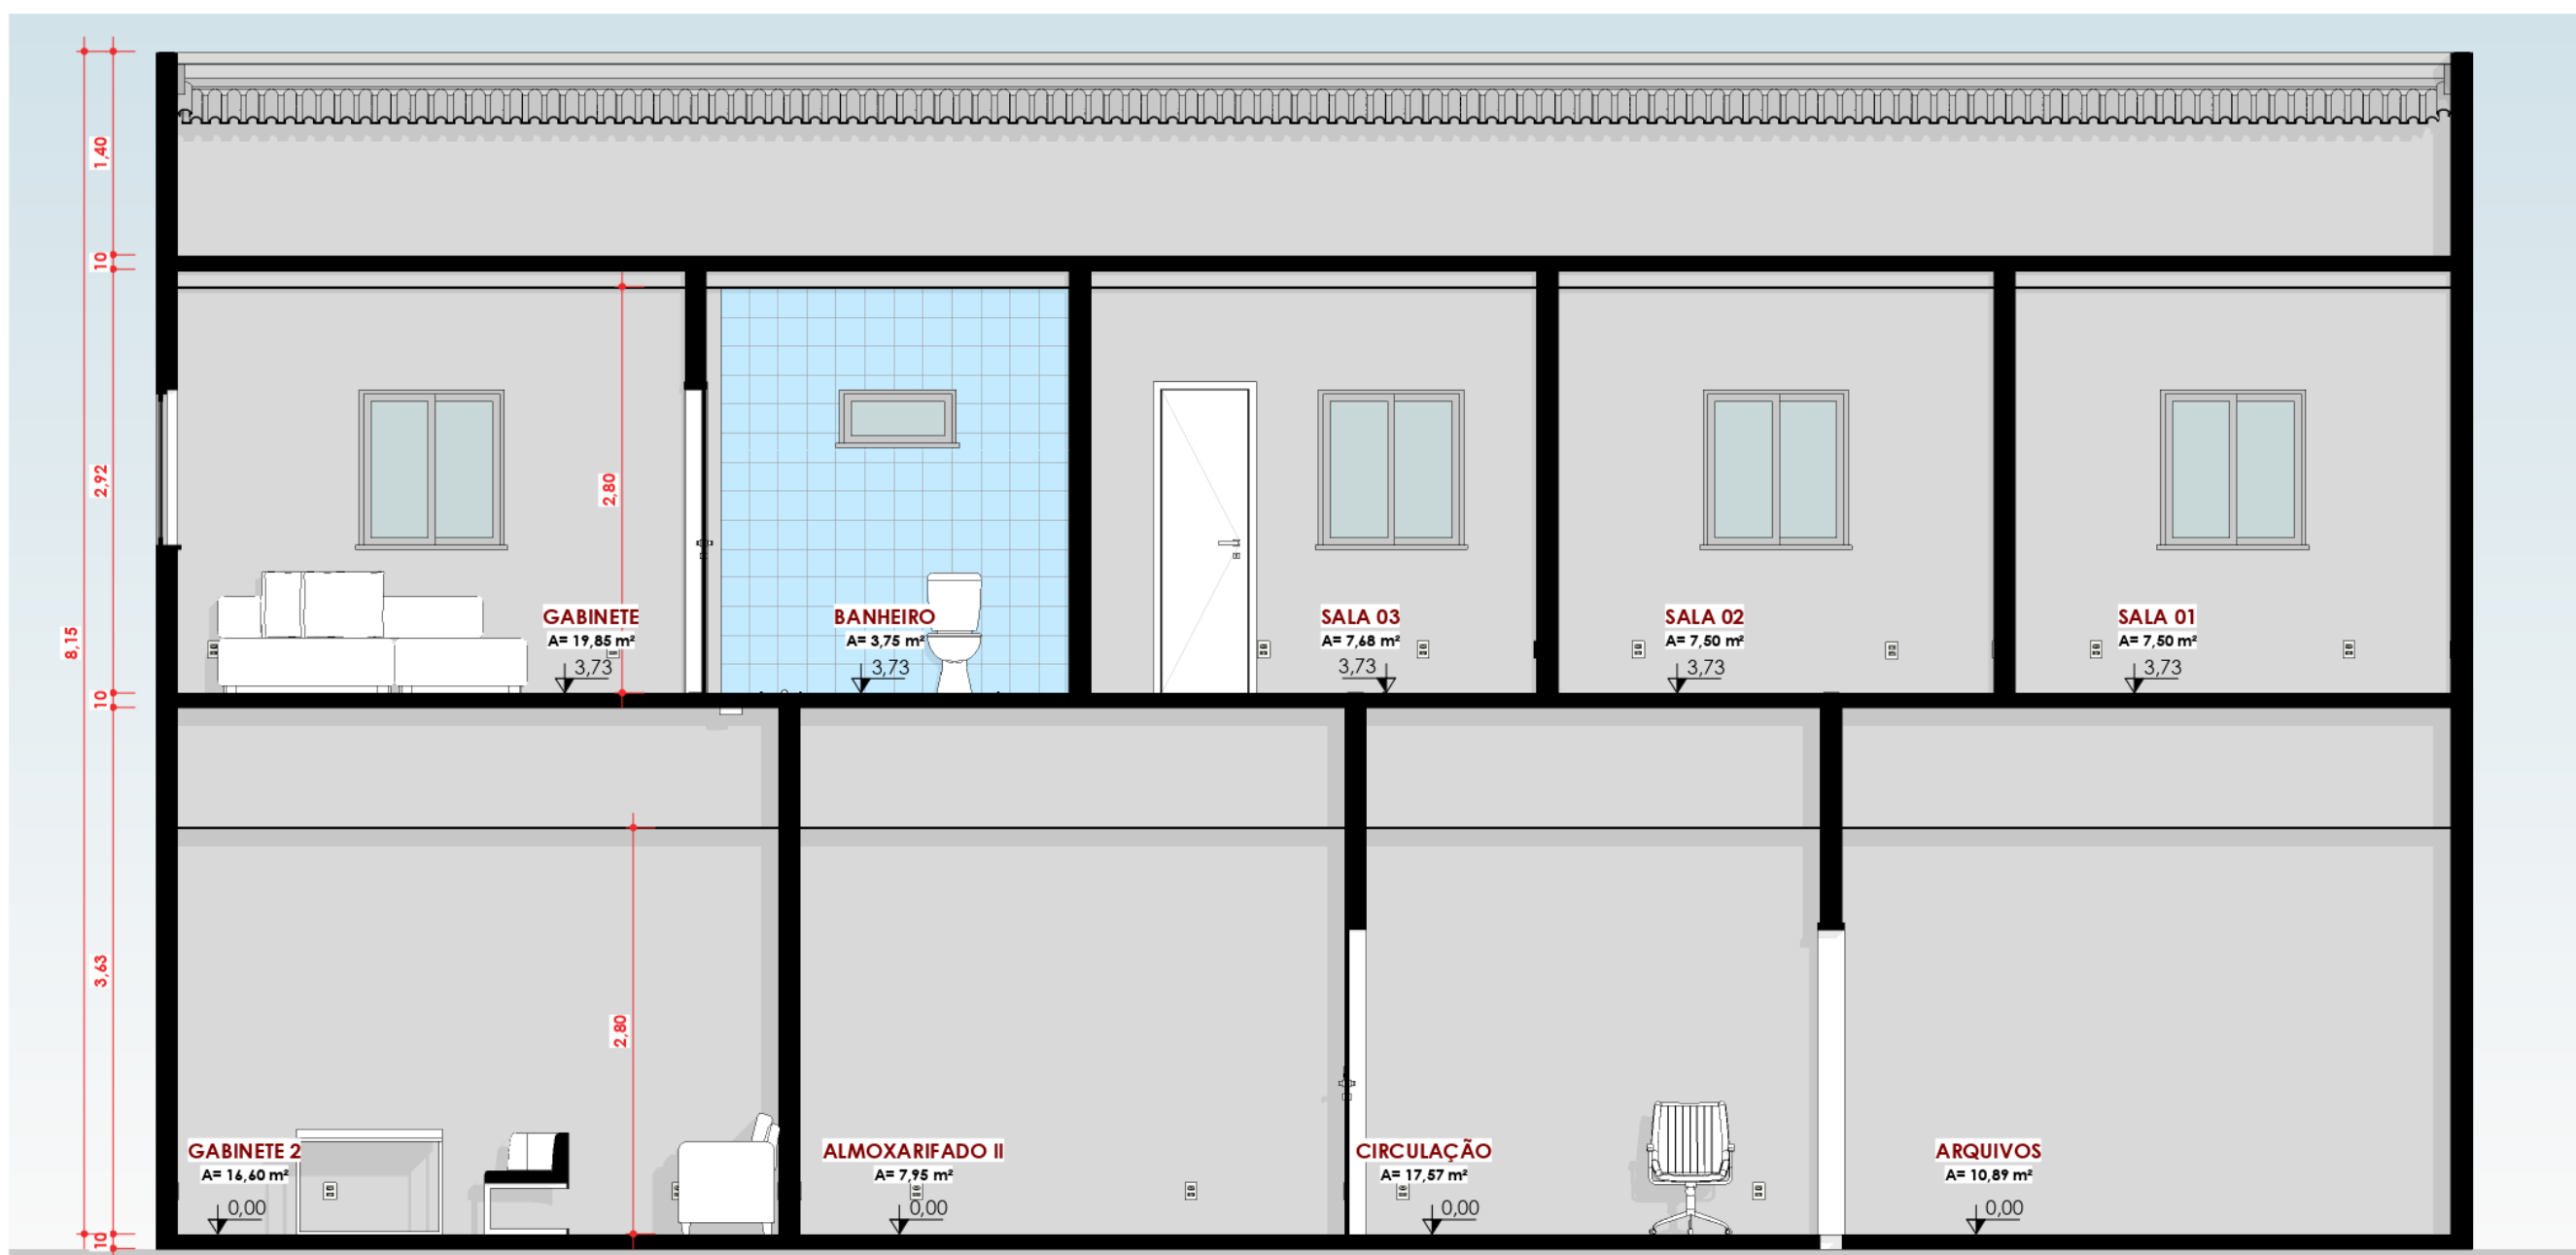 1,40
10
2,92
8,15
10
3,63
10
2,80
GABINETE
A= 19,85 m²
3,73
BANHEIRO
A= 3,75 m²
3,73
SALA 03
A= 7,68 m²
3,73
SALA 02
A= 7,50 m²
3,73
SALA 01
A= 7,50 m²
3,73
2,80
GABINETE 2
A= 16,60 m²
0,00
ALMOXARIFADO II
A= 7,95 m²
0,00
CIRCULAÇÃO
A= 17,57 m²
0,00
ARQUIVOS
A= 10,89 m²
0,00